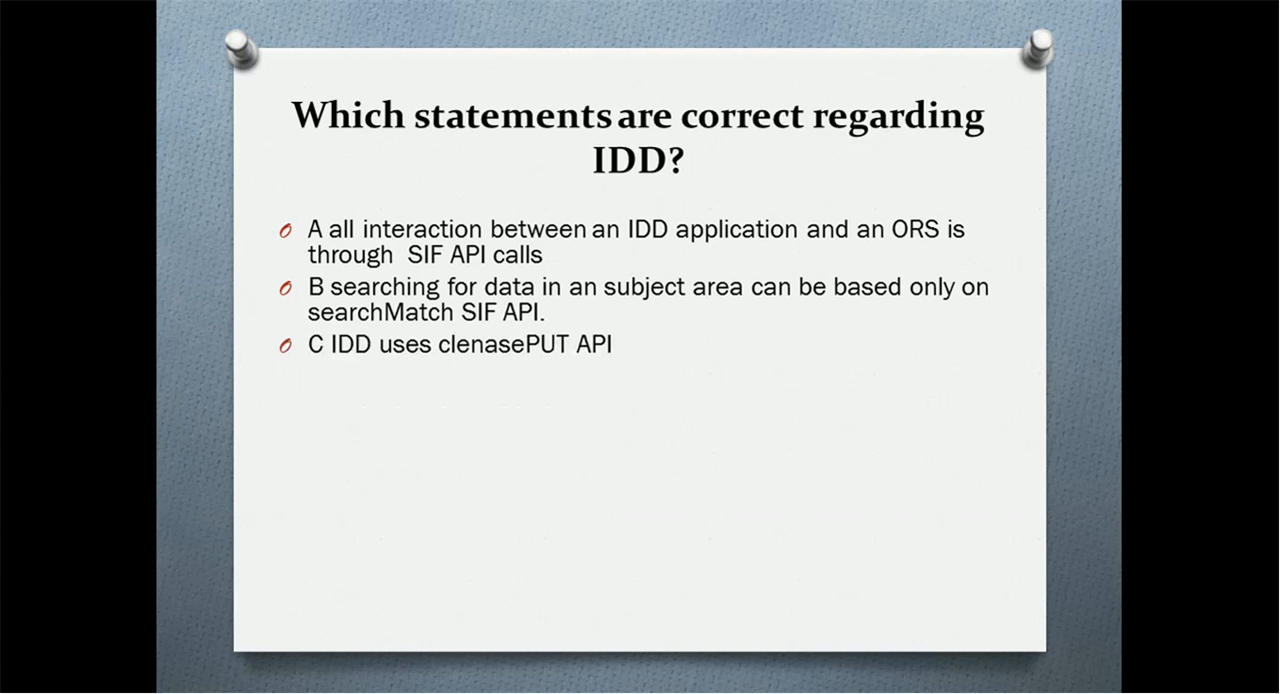 Which statements are correct regarding
IDD?
A all interaction between an IDD application and an ORS is
through SIF API calls
B searching for data in an subject area can be based only on
searchMatch SIF API.
C IDD uses clenasePUT API